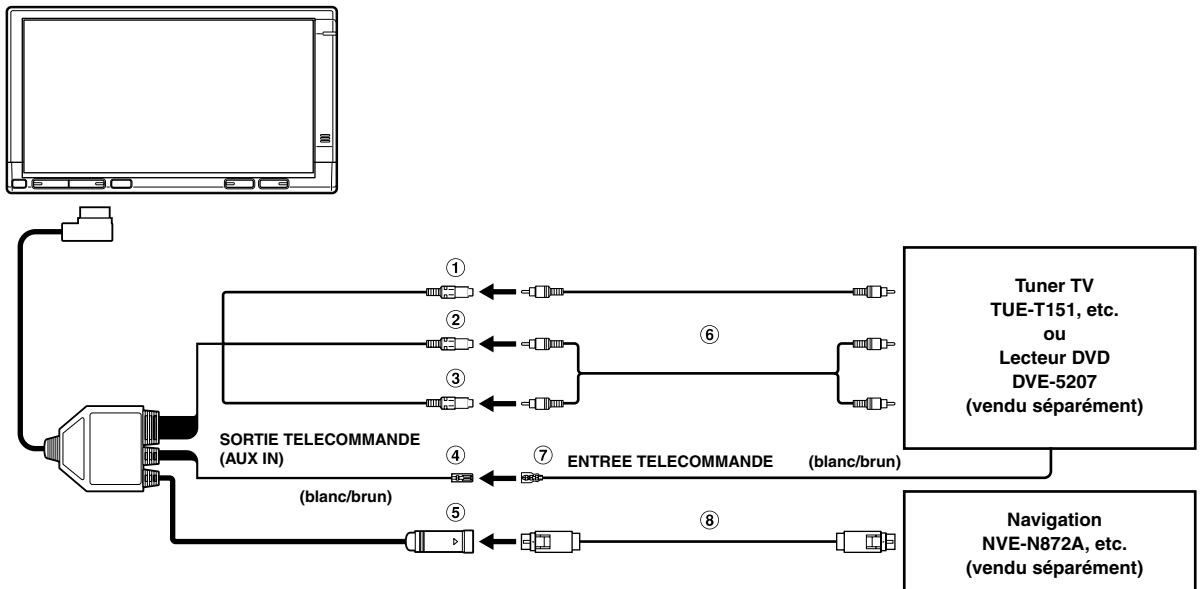 ①
②
⑥
③
Tuner TV
TUE-T151, etc.
ou
Lecteur DVD
DVE-5207
(vendu séparément)
SORTIE TELECOMMANDE
(AUX IN)
④
⑦
ENTREE TELECOMMANDE
(blanc/brun)
(blanc/brun)
⑤
⑧
Navigation
NVE-N872A, etc.
(vendu séparément)